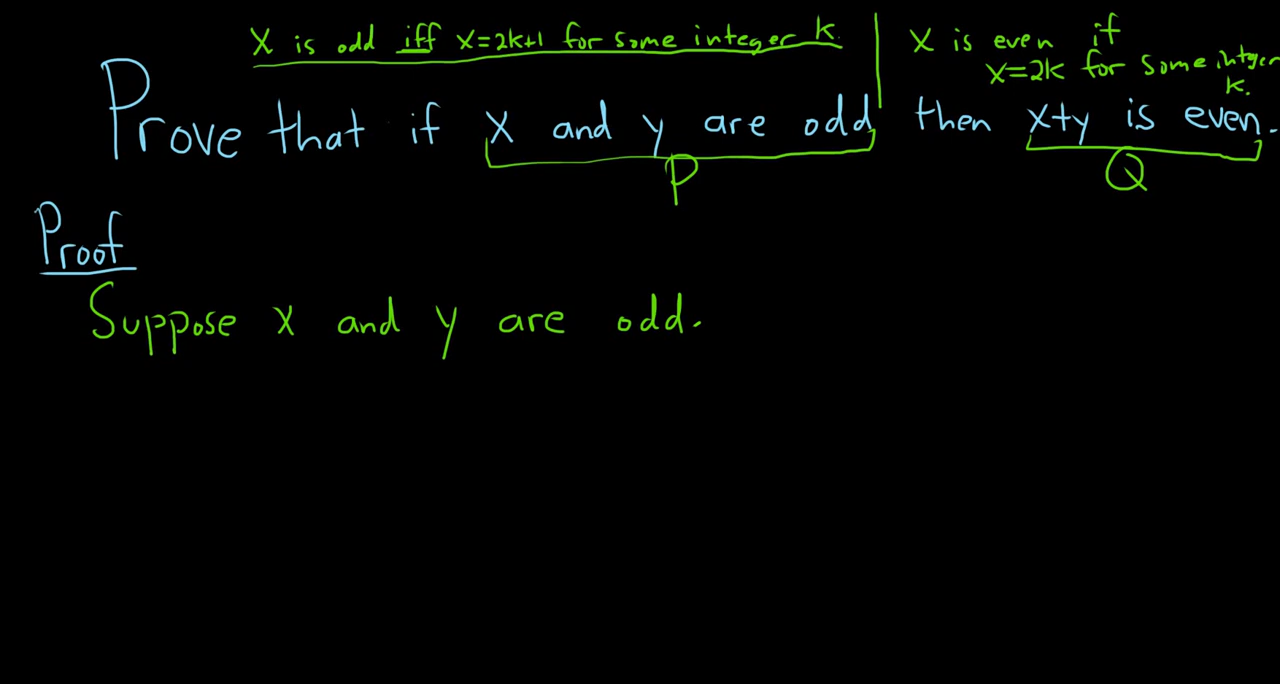 X is odd iff x=2k+1 for some integer k.
X is even if
x=2k for some intger
k.
Prove that if x and y are odd then x+y is even.
P
Q
Proof
Suppose x and y are odd.